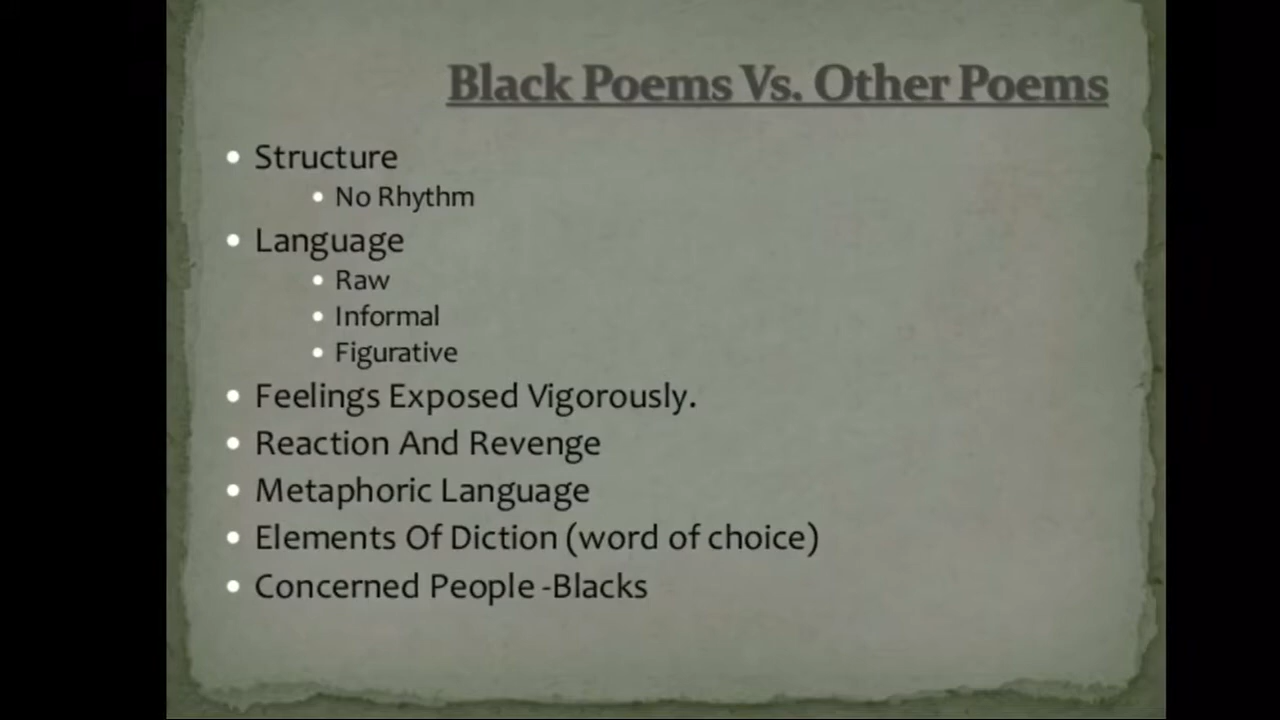 Black Poems Vs. Other Poems
• Structure
• No Rhythm
• Language
• Raw
• Informal
• Figurative
• Feelings Exposed Vigorously.
• Reaction And Revenge
• Metaphoric Language
• Elements Of Diction (word of choice)
• Concerned People -Blacks